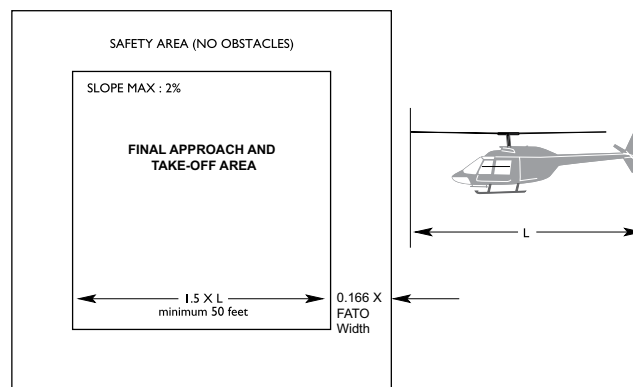 SAFETY AREA (NO OBSTACLES)
SLOPE MAX : 2%
FINAL APPROACH AND
TAKE-OFF AREA
1.5 X L
minimum 50 feet
0.166 X
FATO
Width
L